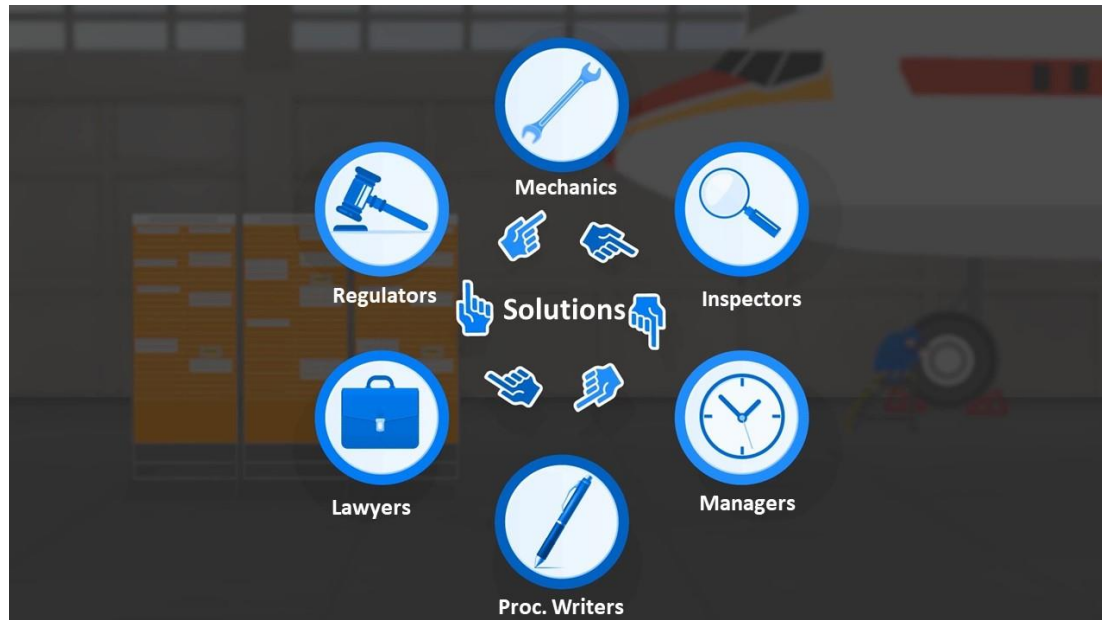 Mechanics
Regulators
Solutions
Inspectors
Lawyers
Managers
Proc. Writers